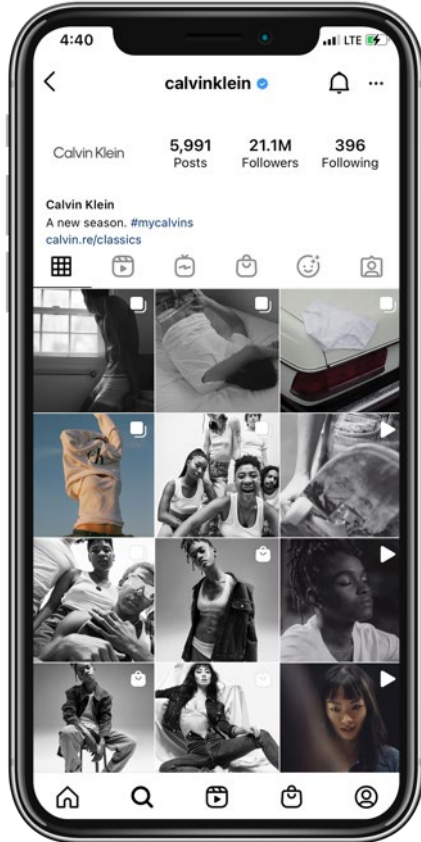 4:40
LTE
calvinklein
Calvin Klein
5,991 21.1M 396
Posts Followers Following
Calvin Klein
A new season. #mycalvins
calvin.re/classics